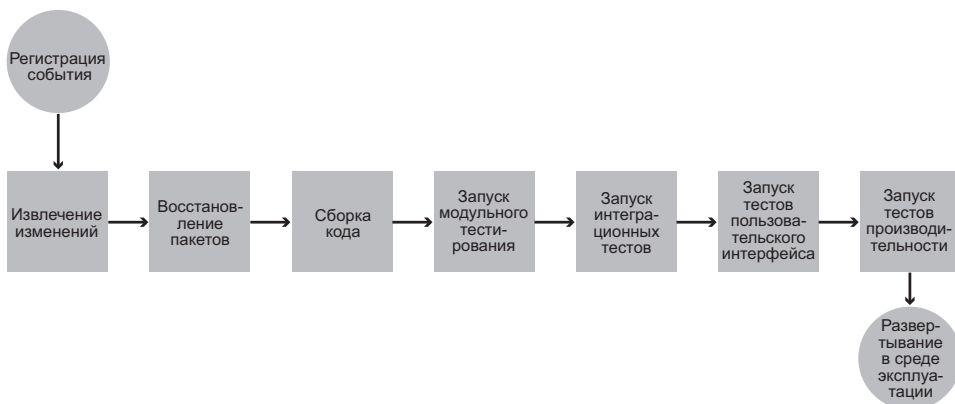 Регистрация
события
Извлечение
изменений
Восстанов-
ление
пакетов
Сборка
кода
Запуск
модульного
тести-
рования
Запуск
интегра-
ционных
тестов
Запуск
тестов
пользова-
тельского
интерфейса
Запуск
тестов
производи-
тельности
Развер-
тывание
в среде
эксплуа-
тации